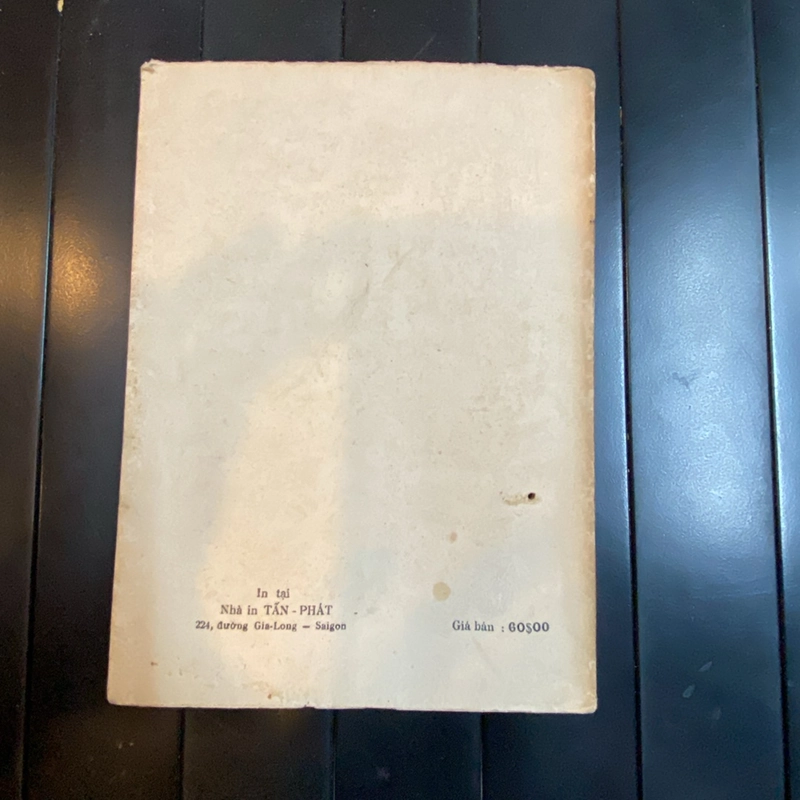 In tại
Nhà in TẤN - PHÁT
224, đường Gia-Long — Saigon
Giá bán : 60$00